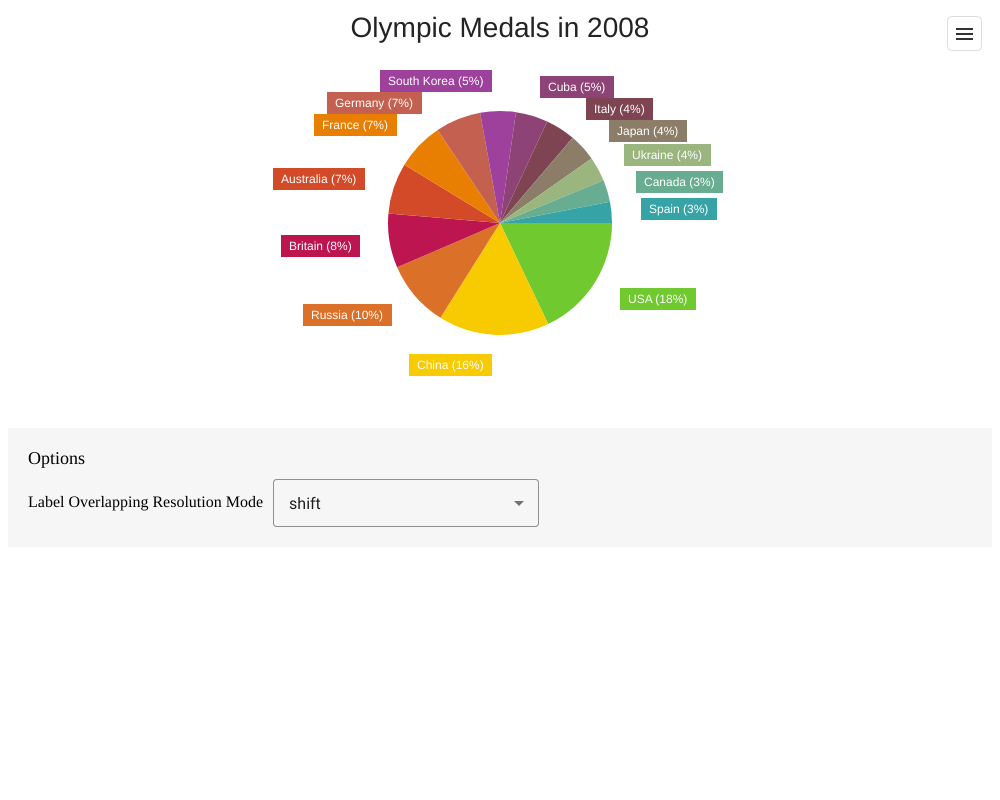 Olympic Medals in 2008
South Korea (5%)
Cuba (5%)
Germany (7%)
Italy (4%)
France (7%)
Japan (4%)
Ukraine (4%)
Australia (7%)
Canada (3%)
Spain (3%)
Britain (8%)
USA (18%)
Russia (10%)
China (16%)
Options
Label Overlapping Resolution Mode
shift